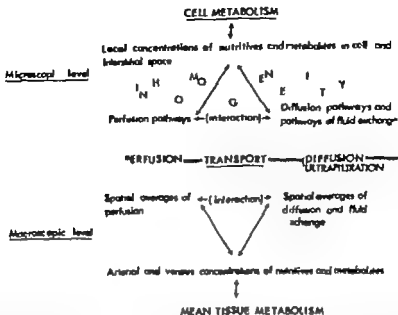 CELL METABOLISM
Local concentrations of nutritives and metabolites in cell and
interstitial space
Microscopic level
INHOMOGENEITY
Perfusion pathways
(interaction)
Diffusion pathways and
pathways of fluid exchange
PERFUSION — TRANSPORT — DIFFUSION
ULTRAFILTRATION
Spatial averages of
perfusion
(interaction)
Spatial averages of
diffusion and fluid
xchange
Macroscopic level
Arterial and venous concentrations of nutritives and metabolites
MEAN TISSUE METABOLISM